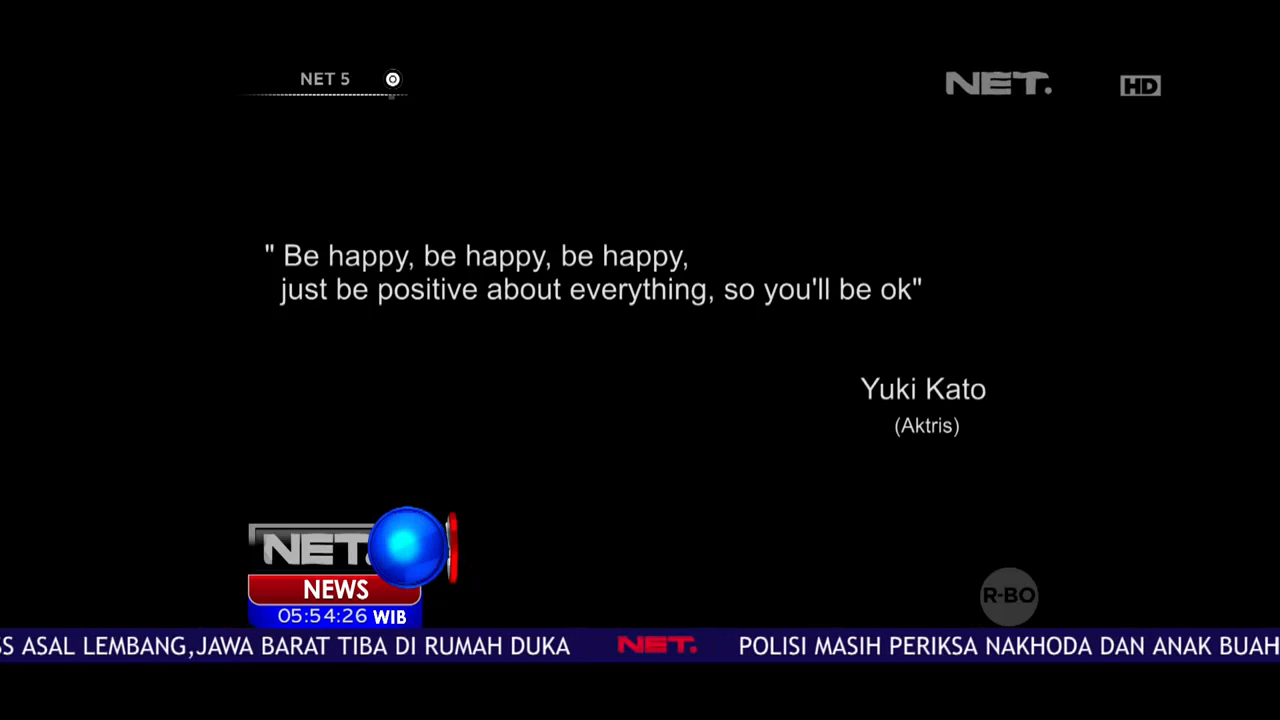 NET 5
NET.
HD
" Be happy, be happy, be happy,
just be positive about everything, so you'll be ok"
Yuki Kato
(Aktris)
NET.
NEWS
05:54:26 WIB
R-BO
S ASAL LEMBANG,JAWA BARAT TIBA DI RUMAH DUKA NET. POLISI MASIH PERIKSA NAKHODA DAN ANAK BUAH